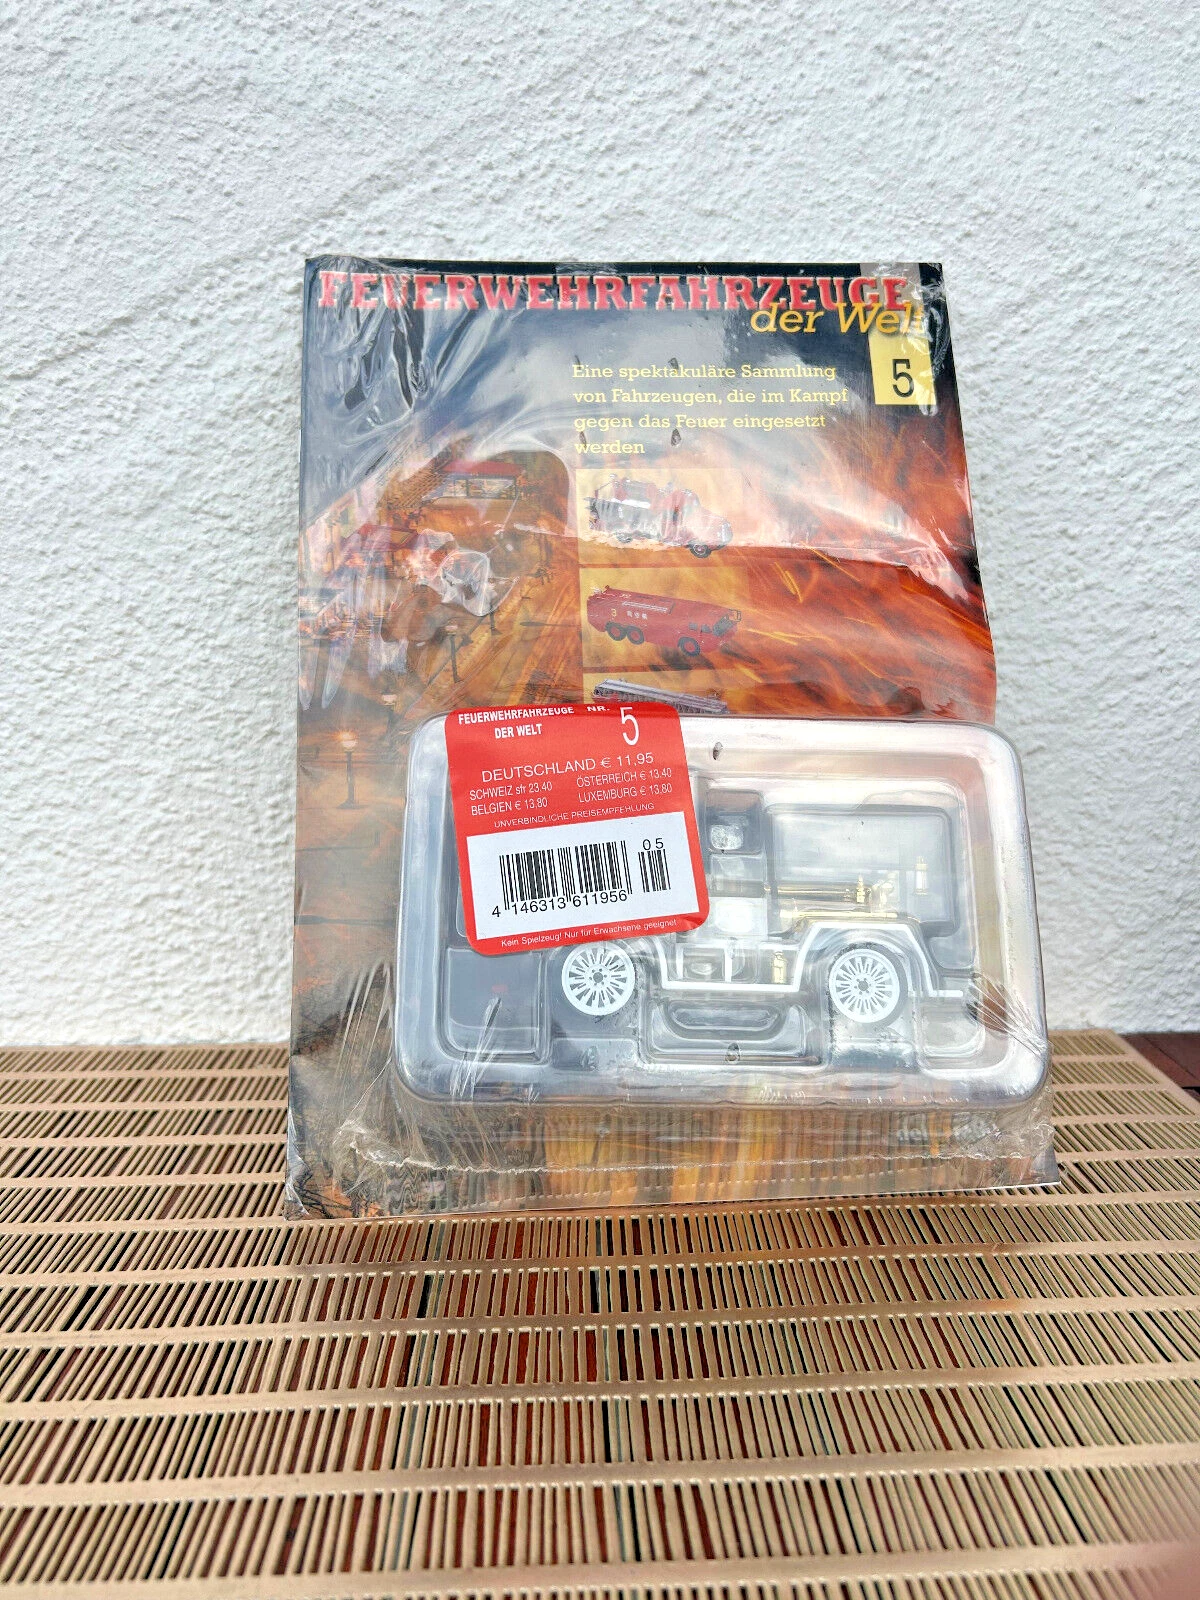 FEUERWEHRFAHRZEUGE
der Welt
5
Eine spektakuläre Sammlung
von Fahrzeugen, die im Kampf
gegen das Feuer eingesetzt
werden
3
FEUERWEHRFAHRZEUGE NR. 5
DER WELT
DEUTSCHLAND € 11,95
SCHWEIZ sfr 23,40 ÖSTERREICH € 13,40
BELGIEN € 13,80 LUXEMBURG € 13,80
UNVERBINDLICHE PREISEMPFEHLUNG
05
4 146313 611956
Kein Spielzeug! Nur für Erwachsene geeignet